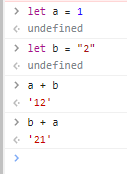 > let a = 1
< undefined
> let b = "2"
< undefined
> a + b
< '12'
> b + a
< '21'
>